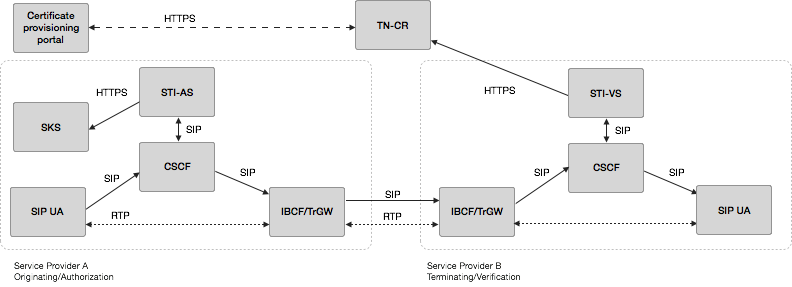 Certificate
provisioning
portal
HTTPS
TN-CR
HTTPS
STI-AS
SKS
SIP
CSCF
SIP
SIP
SIP UA
RTP
IBCF/TrGW
SIP
RTP
HTTPS
STI-VS
SIP
CSCF
SIP
SIP
IBCF/TrGW
SIP UA
Service Provider A
Originating/Authorization
Service Provider B
Terminating/Verification